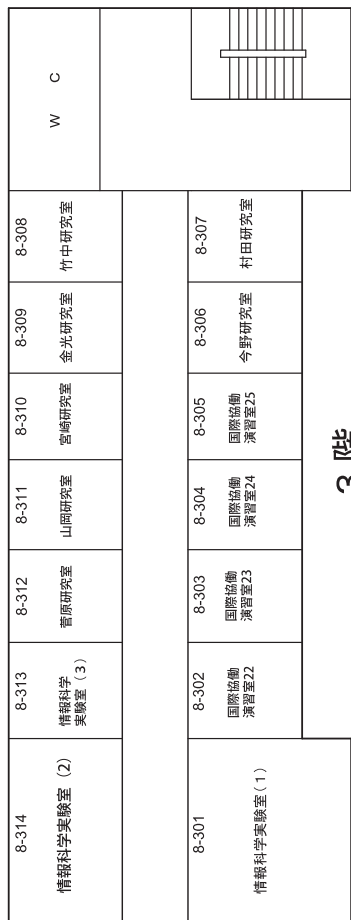 WC
8-308
竹中研究室
8-309
金光研究室
8-310
宮崎研究室
8-311
山岡研究室
8-312
菅原研究室
8-313
情報科学
実験室（3）
8-314
情報科学実験室（2）
8-307
村田研究室
8-306
今野研究室
8-305
国際協働
演習室25
8-304
国際協働
演習室24
8-303
国際協働
演習室23
8-302
国際協働
演習室22
8-301
情報科学実験室（1）
3階